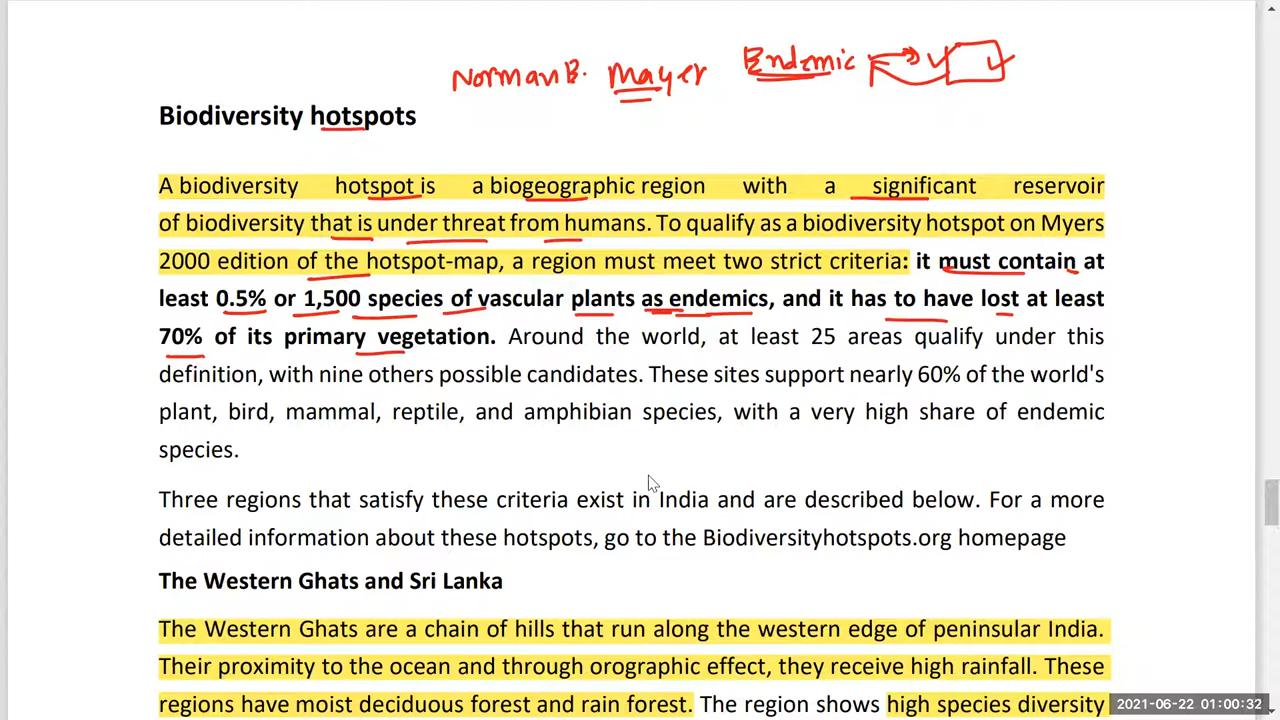 Norman B. Mayer Endemic
Biodiversity hotspots
A biodiversity hotspot is a biogeographic region with a significant reservoir
of biodiversity that is under threat from humans. To qualify as a biodiversity hotspot on Myers
2000 edition of the hotspot-map, a region must meet two strict criteria: it must contain at
least 0.5% or 1,500 species of vascular plants as endemics, and it has to have lost at least
70% of its primary vegetation. Around the world, at least 25 areas qualify under this
definition, with nine others possible candidates. These sites support nearly 60% of the world's
plant, bird, mammal, reptile, and amphibian species, with a very high share of endemic
species.
Three regions that satisfy these criteria exist in India and are described below. For a more
detailed information about these hotspots, go to the Biodiversityhotspots.org homepage
The Western Ghats and Sri Lanka
The Western Ghats are a chain of hills that run along the western edge of peninsular India.
Their proximity to the ocean and through orographic effect, they receive high rainfall. These
regions have moist deciduous forest and rain forest. The region shows high species diversity
2021-06-22 01:00:32